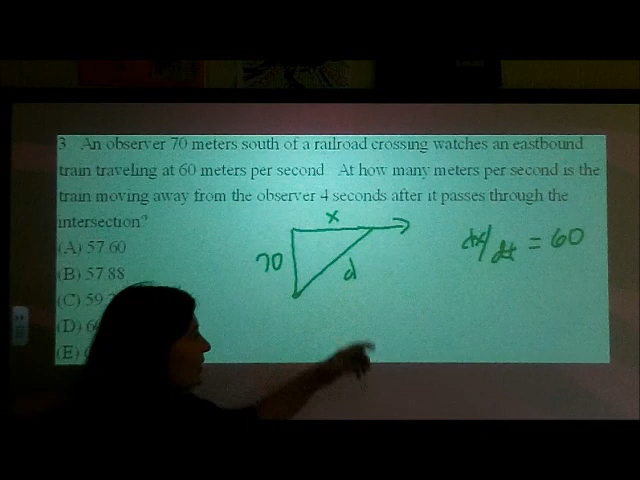 3 An observer 70 meters south of a railroad crossing watches an eastbound
train traveling at 60 meters per second At how many meters per second is the
train moving away from the observer 4 seconds after it passes through the
intersection?
(A) 57.60
(B) 57.88
(C) 59.
(D) 6
(E)
x
70
d
dx/dt = 60